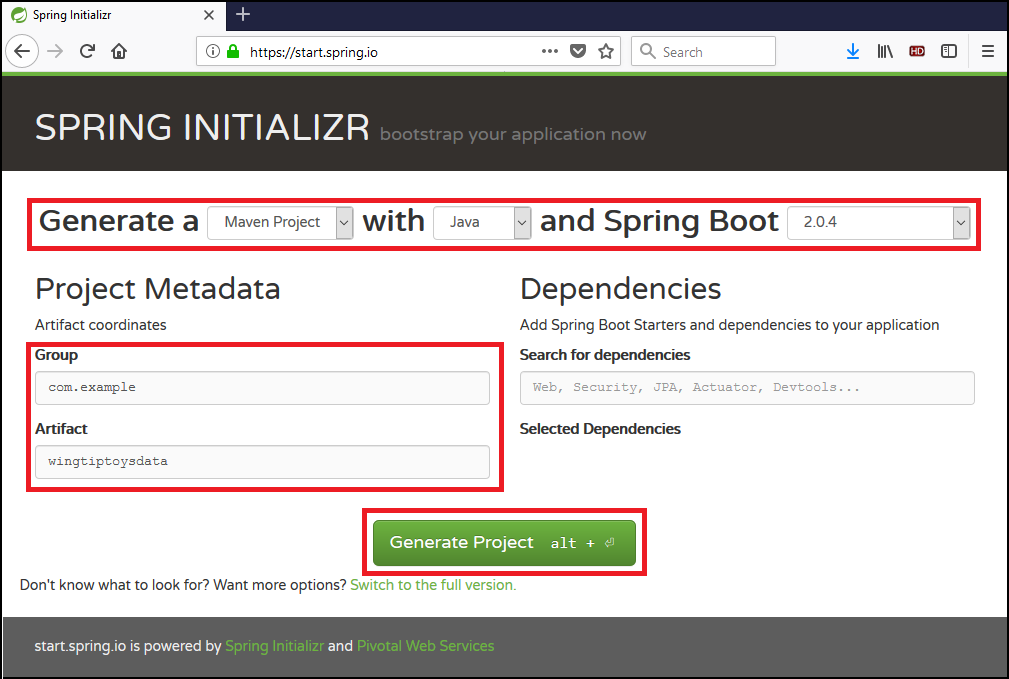 Spring Initializr
https://start.spring.io
Search
HD
SPRING INITIALIZR bootstrap your application now
Generate a Maven Project with Java and Spring Boot 2.0.4
Project Metadata
Artifact coordinates
Group
com.example
Artifact
wingtiptoysdata
Dependencies
Add Spring Boot Starters and dependencies to your application
Search for dependencies
Web, Security, JPA, Actuator, Devtools...
Selected Dependencies
Generate Project alt + ⏎
Don't know what to look for? Want more options? Switch to the full version.
start.spring.io is powered by Spring Initializr and Pivotal Web Services